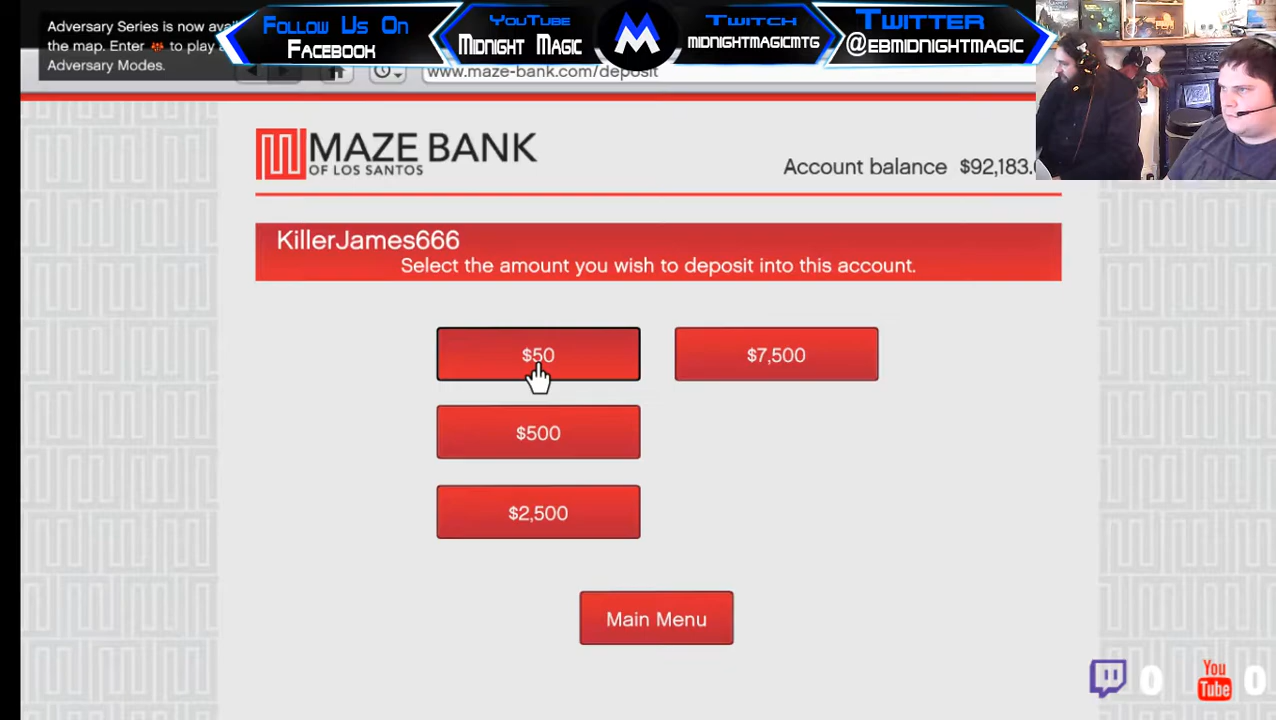 Adversary Series is now avai
the map. Enter to play a
Adversary Modes.
Follow Us On
Facebook
YouTube
Midnight Magic
M
Twitch
midnightmagicmtg
Twitter
@ebmidnightmagic
www.maze-bank.com/deposit
MAZE BANK
OF LOS SANTOS
Account balance $92,183.
KillerJames666
Select the amount you wish to deposit into this account.
$50
$7,500
$500
$2,500
Main Menu
0
You
Tube
0